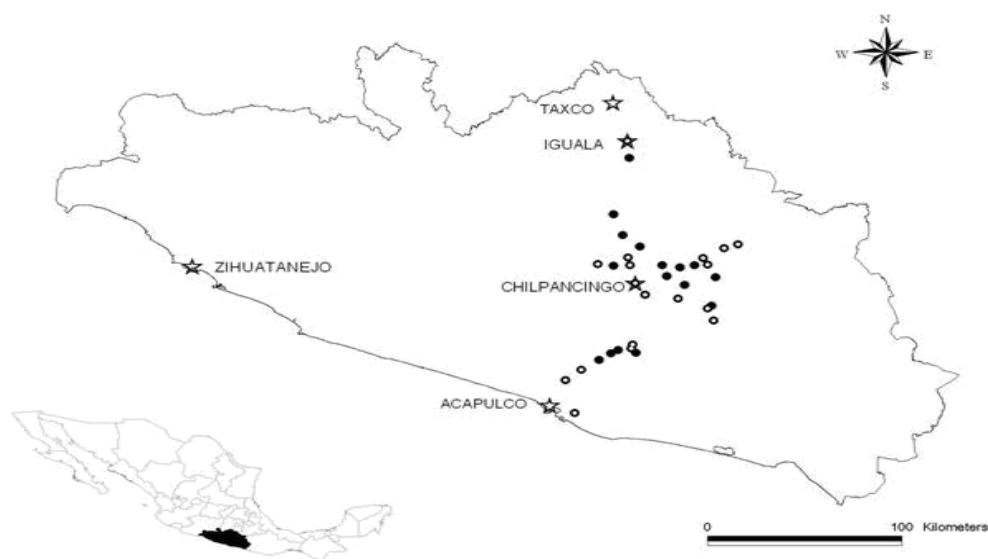 N
W E
S
TAXCO
IGUALA
ZIHUATANEJO
CHILPANCINGO
ACAPULCO
0 100 Kilometers